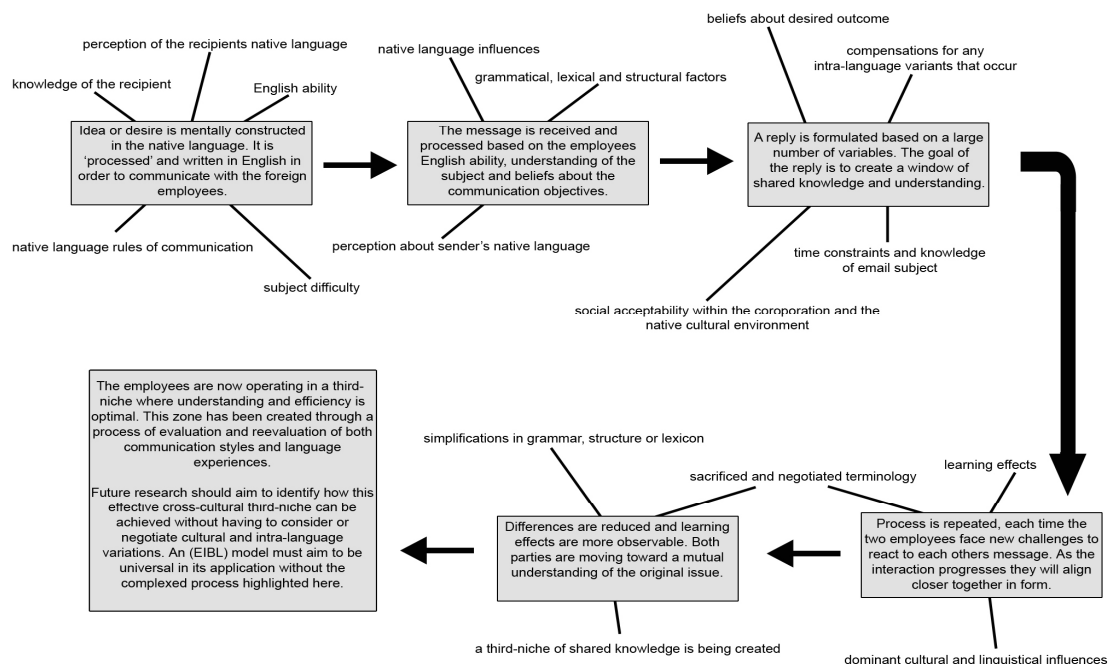 beliefs about desired outcome
perception of the recipients native language
native language influences
compensations for any
intra-language variants that occur
knowledge of the recipient
English ability
grammatical, lexical and structural factors
Idea or desire is mentally constructed
in the native language. It is
‘processed’ and written in English in
order to communicate with the foreign
employees.
The message is received and
processed based on the employees
English ability, understanding of the
subject and beliefs about the
communication objectives.
A reply is formulated based on a large
number of variables. The goal of
the reply is to create a window of
shared knowledge and understanding.
native language rules of communication
subject difficulty
perception about sender’s native language
time constraints and knowledge
of email subject
social acceptability within the coroporation and the
native cultural environment
simplifications in grammar, structure or lexicon
sacrificed and negotiated terminology
learning effects
Process is repeated, each time the
two employees face new challenges to
react to each others message. As the
interaction progresses they will align
closer together in form.
dominant cultural and linguistical influences
Differences are reduced and learning
effects are more observable. Both
parties are moving toward a mutual
understanding of the original issue.
a third-niche of shared knowledge is being created
The employees are now operating in a third-
niche where understanding and efficiency is
optimal. This zone has been created through a
process of evaluation and reevaluation of both
communication styles and language
experiences.
Future research should aim to identify how this
effective cross-cultural third-niche can be
achieved without having to consider or
negotiate cultural and intra-language
variations. An (EIBL) model must aim to be
universal in its application without the
complexed process highlighted here.